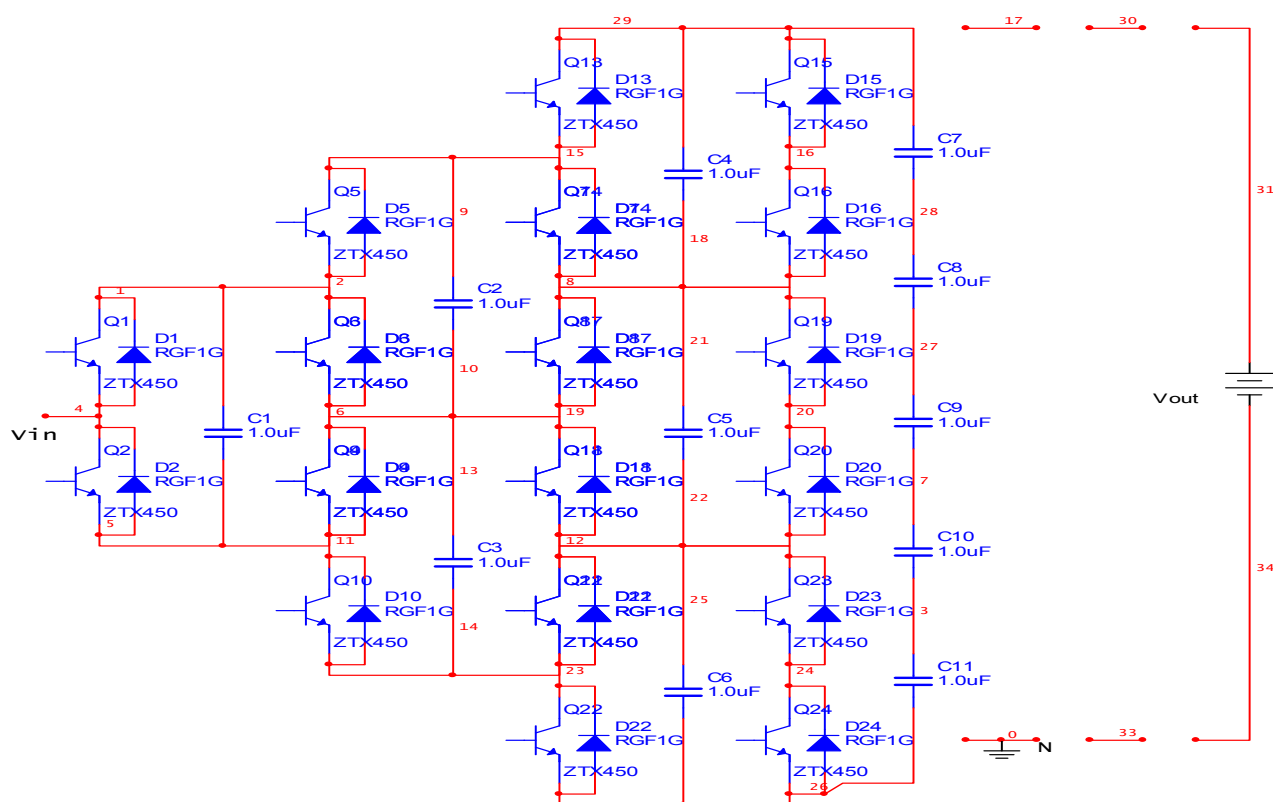 29
17
30
Q13
D13
RGF1G
ZTX450
Q15
D15
RGF1G
ZTX450
C7
1.0uF
15
16
C4
1.0uF
Q5
D5
RGF1G
ZTX450
9
RGF1G
ZTX450
18
Q16
D16
RGF1G
ZTX450
28
31
2
8
C8
1.0uF
1
C2
1.0uF
Q1
D1
RGF1G
ZTX450
RGF1G
ZTX450
10
RGF1G
ZTX450
21
Q19
D19
RGF1G
ZTX450
27
Vout
4
Vin
6
19
20
C1
1.0uF
C5
1.0uF
C9
1.0uF
Q2
D2
RGF1G
ZTX450
RGF1G
ZTX450
13
RGF1G
ZTX450
22
Q20
D20
RGF1G
ZTX450
7
5
11
12
C3
1.0uF
C10
1.0uF
34
Q10
D10
RGF1G
ZTX450
14
RGF1G
ZTX450
25
Q23
D23
RGF1G
ZTX450
3
23
24
C6
1.0uF
C11
1.0uF
Q22
D22
RGF1G
ZTX450
Q24
D24
RGF1G
ZTX450
26
0
N
33